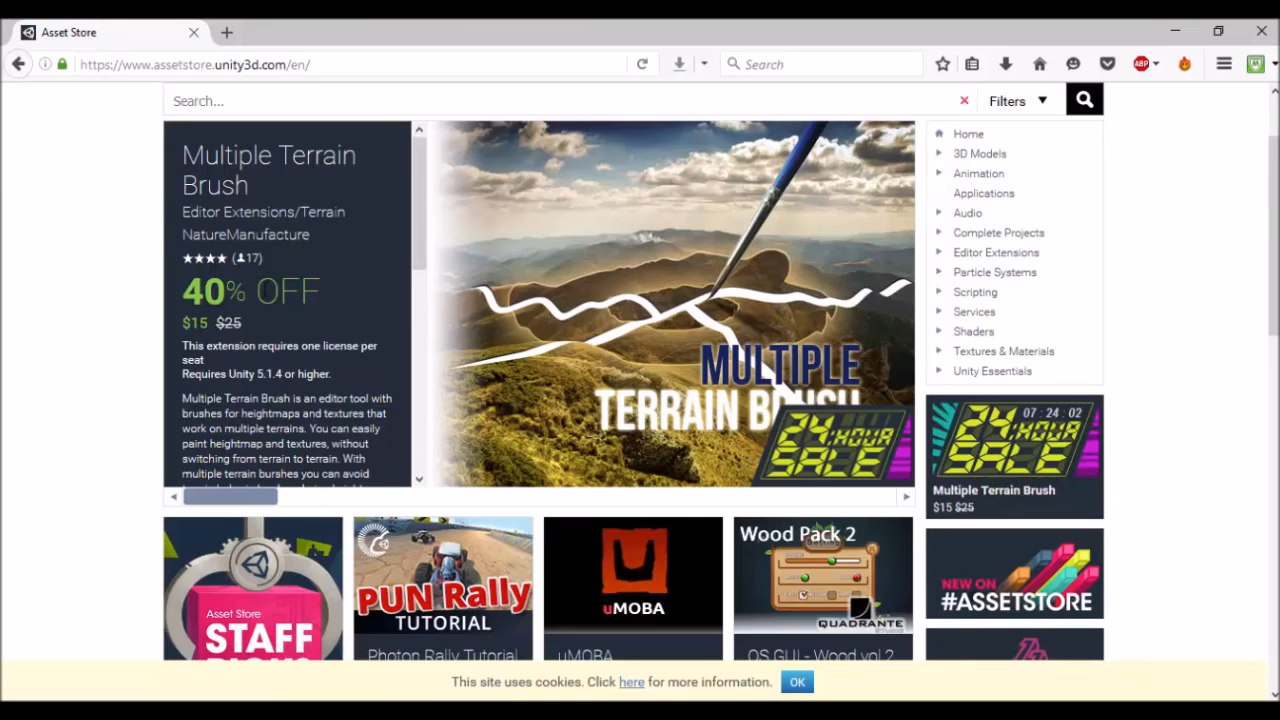 Asset Store
https://www.assetstore.unity3d.com/en/
Search
ABP
Search...
Filters
Multiple Terrain
Brush
Editor Extensions/Terrain
NatureManufacture
★★★★ (17)
40% OFF
$15 $25
This extension requires one license per
seat
Requires Unity 5.1.4 or higher.
Multiple Terrain Brush is an editor tool with
brushes for heightmaps and textures that
work on multiple terrains. You can easily
paint heightmap and textures, without
switching from terrain to terrain. With
multiple terrain burshes you can avoid
MULTIPLE
TERRAIN BRUSH
24 HOUR
SALE
Home
3D Models
Animation
Applications
Audio
Complete Projects
Editor Extensions
Particle Systems
Scripting
Services
Shaders
Textures & Materials
Unity Essentials
07 : 24 : 02
24 HOUR
SALE
Multiple Terrain Brush
$15 $25
NEW ON
#ASSETSTORE
Asset Store
STAFF
PICKS
PUN Rally
TUTORIAL
Photon Rally Tutorial
uMOBA
uMOBA
Wood Pack 2
QUADRANTE
STUDIO
OS GUI - Wood vol 2
This site uses cookies. Click here for more information.
OK